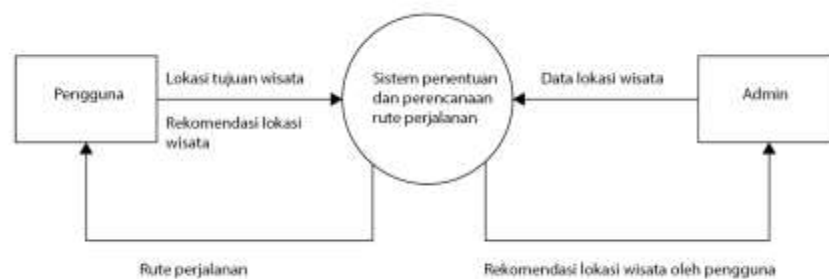 Pengguna
Lokasi tujuan wisata
Rekomendasi lokasi
wisata
Sistem penentuan
dan perencanaan
rute perjalanan
Data lokasi wisata
Admin
Rute perjalanan
Rekomendasi lokasi wisata oleh pengguna